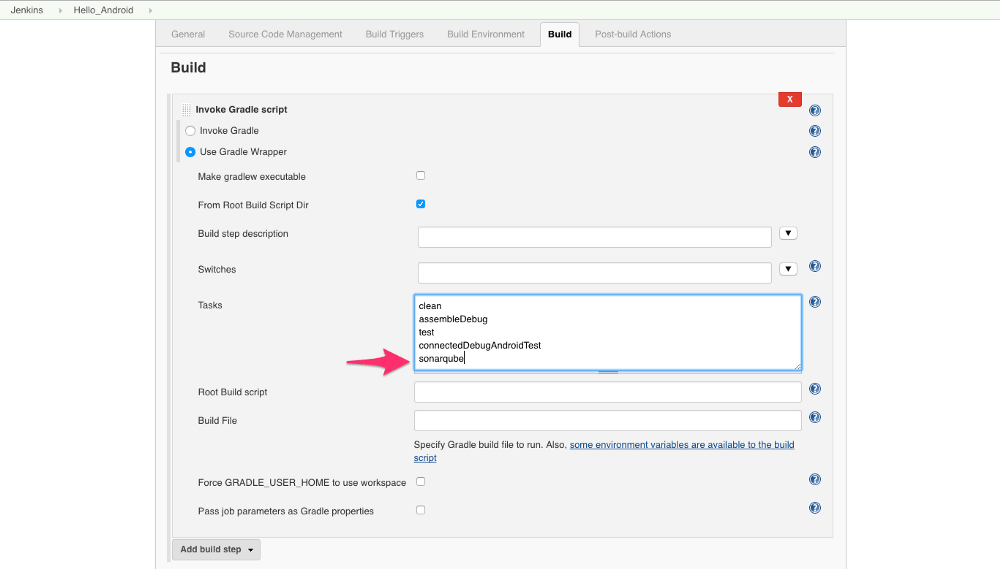 Jenkins Hello_Android
General Source Code Management Build Triggers Build Environment Build Post-build Actions
Build
X
Invoke Gradle script ?
Invoke Gradle ?
Use Gradle Wrapper ?
Make gradlew executable
From Root Build Script Dir
Build step description
Switches ?
Tasks ?
clean
assembleDebug
test
connectedDebugAndroidTest
sonarqube
Root Build script ?
Build File ?
Specify Gradle build file to run. Also, some environment variables are available to the build
script
Force GRADLE_USER_HOME to use workspace ?
Pass job parameters as Gradle properties ?
Add build step